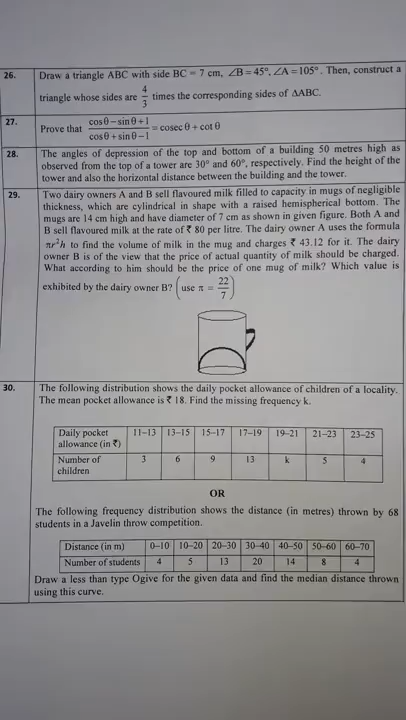 26. Draw a triangle ABC with side BC = 7 cm, ∠B = 45°, ∠A = 105°. Then, construct a
triangle whose sides are 4/3 times the corresponding sides of ΔABC.
27. Prove that (cosθ – sinθ + 1)/(cosθ + sinθ – 1) = cosec θ + cot θ
28. The angles of depression of the top and bottom of a building 50 metres high as
observed from the top of a tower are 30° and 60°, respectively. Find the height of the
tower and also the horizontal distance between the building and the tower.
29. Two dairy owners A and B sell flavoured milk filled to capacity in mugs of negligible
thickness, which are cylindrical in shape with a raised hemispherical bottom. The
mugs are 14 cm high and have diameter of 7 cm as shown in given figure. Both A and
B sell flavoured milk at the rate of ₹ 80 per litre. The dairy owner A uses the formula
πr²h to find the volume of milk in the mug and charges ₹ 43.12 for it. The dairy
owner B is of the view that the price of actual quantity of milk should be charged.
What according to him should be the price of one mug of milk? Which value is
exhibited by the dairy owner B? (use π = 22/7)
30. The following distribution shows the daily pocket allowance of children of a locality.
The mean pocket allowance is ₹ 18. Find the missing frequency k.
Daily pocket allowance (in ₹) 11–13 13–15 15–17 17–19 19–21 21–23 23–25
Number of children 3 6 9 13 k 5 4
OR
The following frequency distribution shows the distance (in metres) thrown by 68
students in a Javelin throw competition.
Distance (in m) 0–10 10–20 20–30 30–40 40–50 50–60 60–70
Number of students 4 5 13 20 14 8 4
Draw a less than type Ogive for the given data and find the median distance thrown
using this curve.